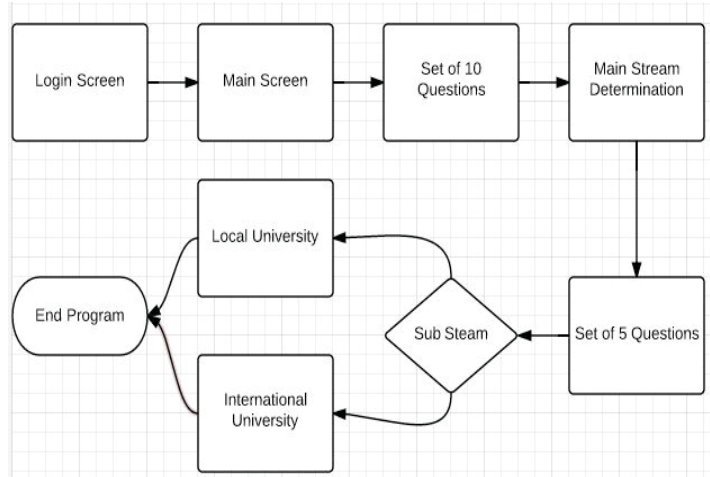 Login Screen
Main Screen
Set of 10
Questions
Main Stream
Determination
Local University
End Program
Sub Steam
Set of 5 Questions
International
University